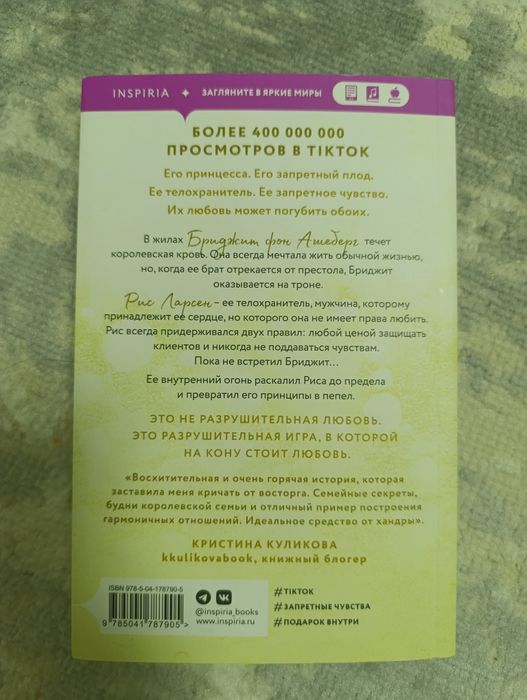 INSPIRIA ✦ ЗАГЛЯНИТЕ В ЯРКИЕ МИРЫ
БОЛЕЕ 400 000 000
ПРОСМОТРОВ В TIKTOK
Его принцесса. Его запретный плод.
Ее телохранитель. Ее запретное чувство.
Их любовь может погубить обоих.
В жилах Бриджит фон Ашеберг течет
королевская кровь. Она всегда мечтала жить обычной жизнью,
но, когда ее брат отрекается от престола, Бриджит
оказывается на троне.
Рис Ларсен – ее телохранитель, мужчина, которому
принадлежит ее сердце, но которого она не имеет права любить.
Рис всегда придерживался двух правил: любой ценой защищать
клиентов и никогда не поддаваться чувствам.
Пока не встретил Бриджит...
Ее внутренний огонь раскалил Риса до предела
и превратил его принципы в пепел.
ЭТО НЕ РАЗРУШИТЕЛЬНАЯ ЛЮБОВЬ.
ЭТО РАЗРУШИТЕЛЬНАЯ ИГРА, В КОТОРОЙ
НА КОНУ СТОИТ ЛЮБОВЬ.
«Восхитительная и очень горячая история, которая
заставила меня кричать от восторга. Семейные секреты,
будни королевской семьи и отличный пример построения
гармоничных отношений. Идеальное средство от хандры».
КРИСТИНА КУЛИКОВА
kkulikovabook, книжный блогер
ISBN 978-5-04-178790-5
9 785041 787905 >
@inspiria_books
www.inspiria.ru
#TIKTOK
#ЗАПРЕТНЫЕ ЧУВСТВА
#ПОДАРОК ВНУТРИ